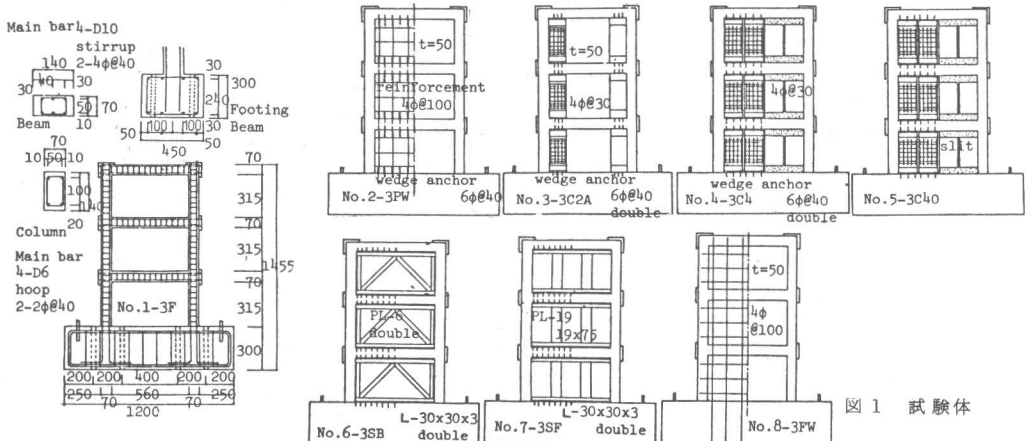 Main bar 4-D10
stirrup
2-4φ@40
140
40 30
30
50 70
10
Beam
70
10 50 10
100
140
20
Column
Main bar
4-D6
hoop
2-2φ@40
30
300
240
Footing
30 Beam
50
50
100 100
450
70
315
70
315
70
315
300
1455
No.1-3F
200 200 400 200 200
250 560 250
70 70
1200
t=50
reinforcement
4φ@100
wedge anchor
No.2-3PW 6φ@40
t=50
4φ@30
wedge anchor
No.3-3C2A 6φ@40
double
4φ@30
wedge anchor
No.4-3C4 6φ@40
double
slit
No.5-3C40
PL-6
double
L-30x30x3
No.6-3SB double
PL-19
19x75
L-30x30x3
No.7-3SF double
t=50
4φ
@100
No.8-3FW
図1 試験体